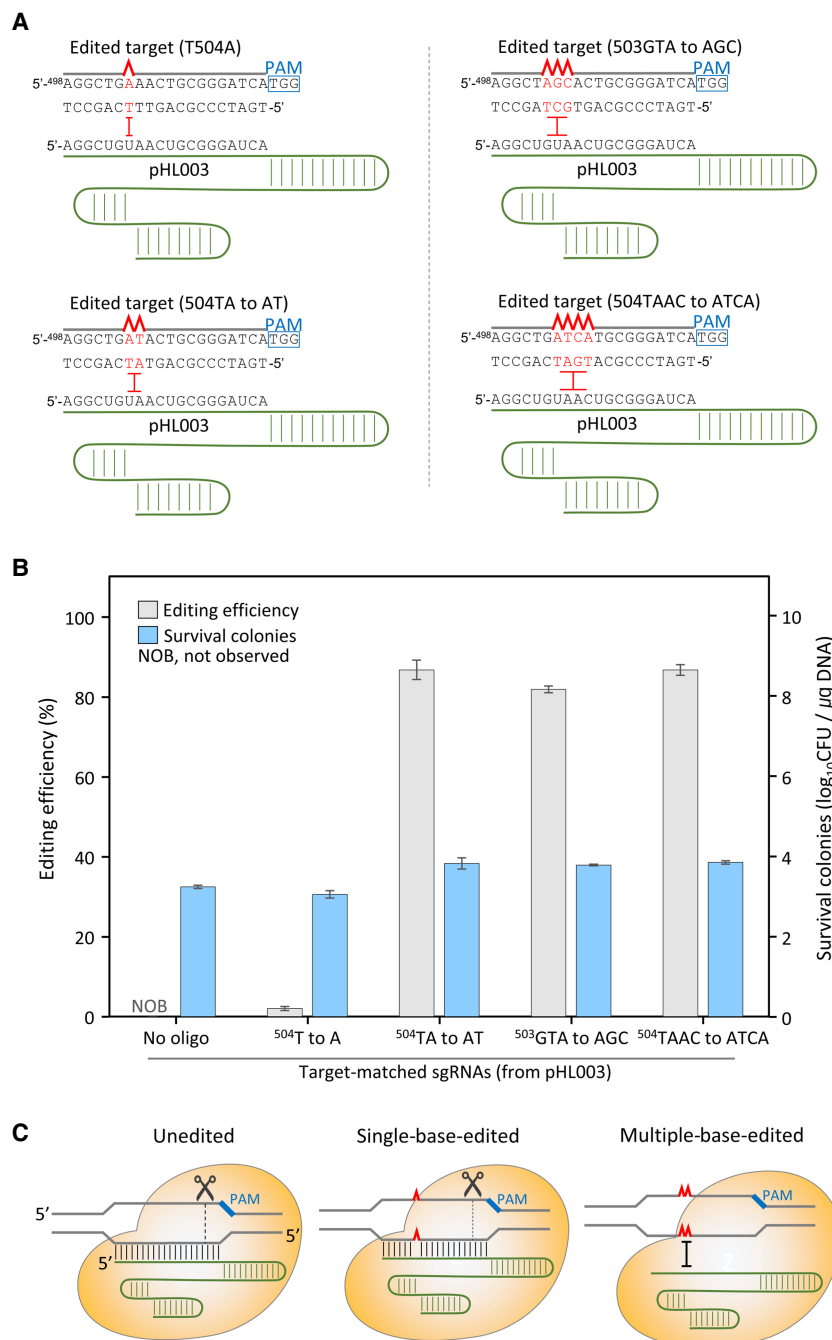 A
Edited target (T504A)
PAM
5'-⁴⁹⁸AGGCTGAAACTGCGGGATCATGG
TCCGACTTTGACGCCCTAGT-5'
5'-AGGCUGUAACUGCGGGAUCA
pHL003
Edited target (503GTA to AGC)
PAM
5'-⁴⁹⁸AGGCTAGCACTGCGGGATCATGG
TCCGATCGTGACGCCCTAGT-5'
5'-AGGCUGUAACUGCGGGAUCA
pHL003
Edited target (504TA to AT)
PAM
5'-⁴⁹⁸AGGCTGATACTGCGGGATCATGG
TCCGACTATGACGCCCTAGT-5'
5'-AGGCUGUAACUGCGGGAUCA
pHL003
Edited target (504TAAC to ATCA)
PAM
5'-⁴⁹⁸AGGCTGATCATGCGGGATCATGG
TCCGACTAGTACGCCCTAGT-5'
5'-AGGCUGUAACUGCGGGAUCA
pHL003
B
Editing efficiency
Survival colonies
NOB, not observed
Editing efficiency (%)
100
80
60
40
20
0
Survival colonies (log₁₀CFU / µg DNA)
10
8
6
4
2
0
NOB
No oligo
⁵⁰⁴T to A
⁵⁰⁴TA to AT
⁵⁰³GTA to AGC
⁵⁰⁴TAAC to ATCA
Target-matched sgRNAs (from pHL003)
C
Unedited
Single-base-edited
Multiple-base-edited
PAM
5'
5'
5'
PAM
PAM